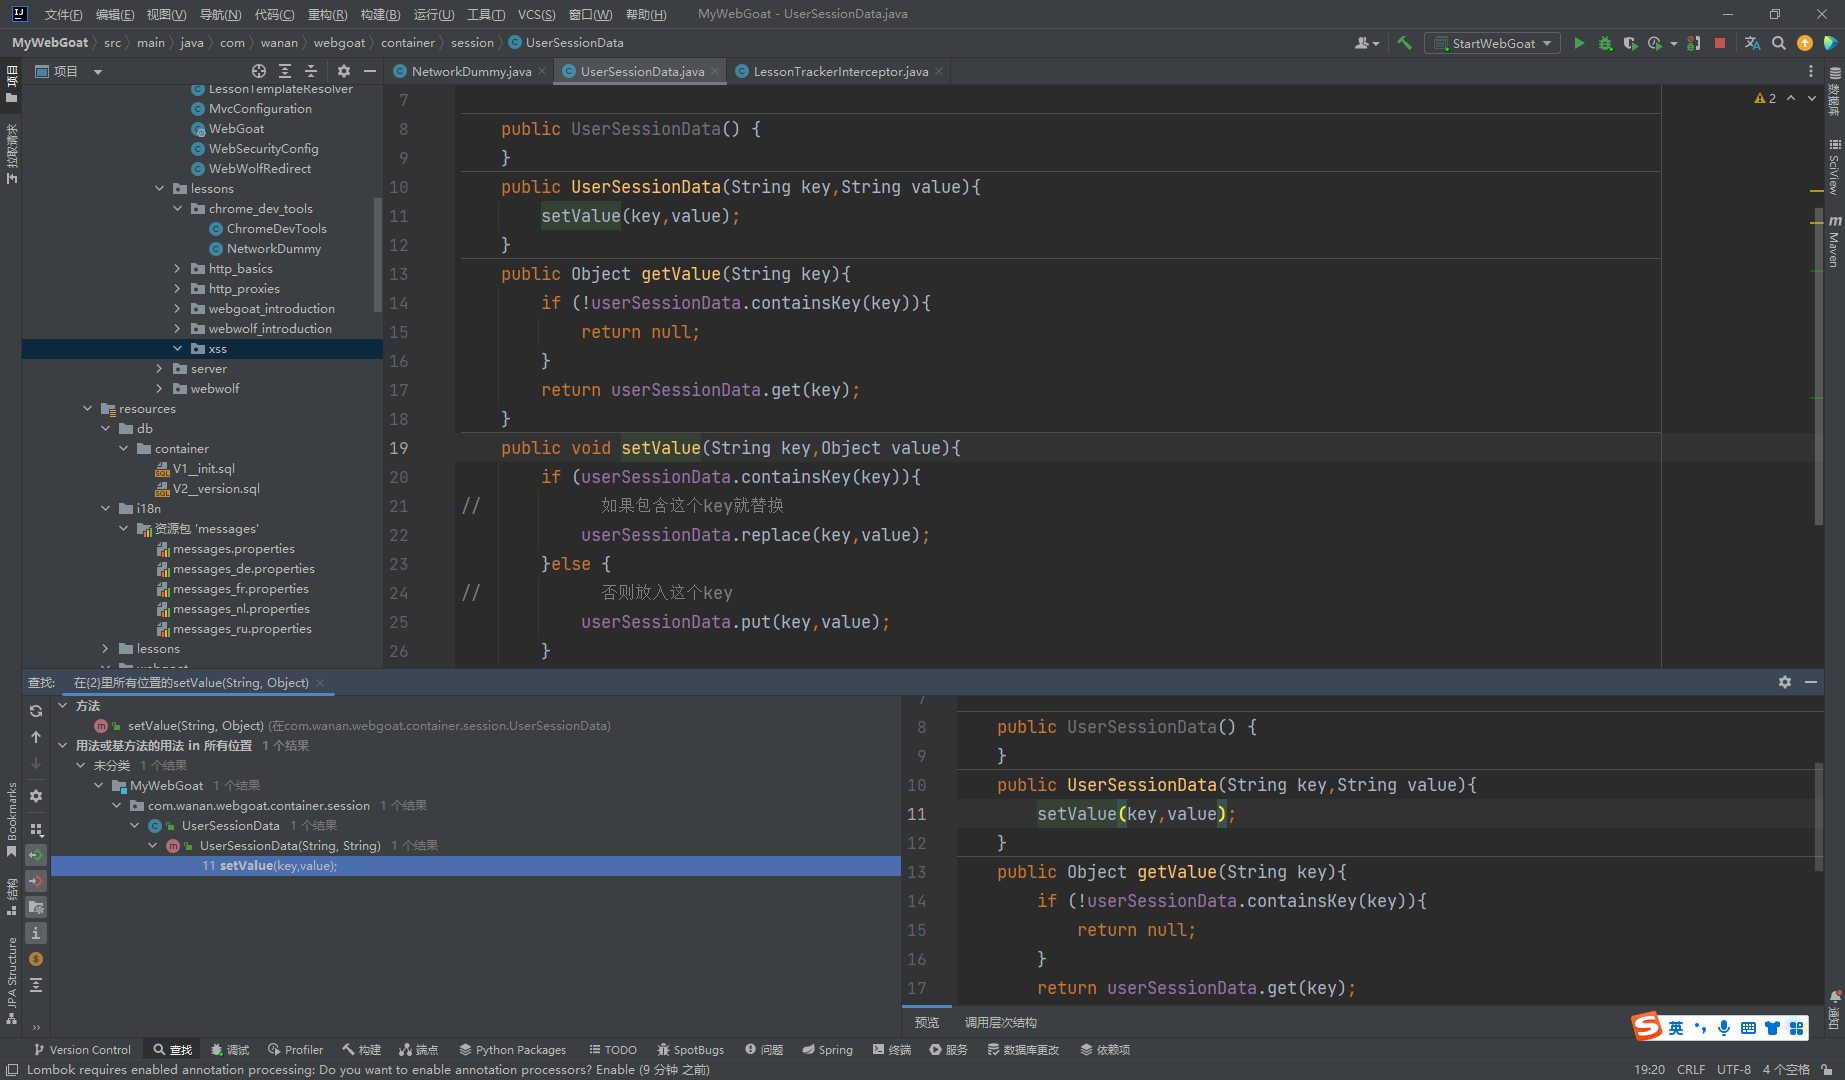 文件(F) 编辑(E) 视图(V) 导航(N) 代码(C) 重构(R) 构建(B) 运行(U) 工具(T) VCS(S) 窗口(W) 帮助(H) MyWebGoat - UserSessionData.java
MyWebGoat src main java com wanan webgoat container session UserSessionData StartWebGoat
项目
NetworkDummy.java UserSessionData.java LessonTrackerInterceptor.java
项目
拉取请求
Bookmarks
结构
JPA Structure
LessonTemplateResolver
MvcConfiguration
WebGoat
WebSecurityConfig
WebWolfRedirect
lessons
chrome_dev_tools
ChromeDevTools
NetworkDummy
http_basics
http_proxies
webgoat_introduction
webwolf_introduction
xss
server
webwolf
resources
db
container
V1__init.sql
V2__version.sql
i18n
资源包 'messages'
messages.properties
messages_de.properties
messages_fr.properties
messages_nl.properties
messages_ru.properties
lessons
2
7
8 public UserSessionData() {
9 }
10 public UserSessionData(String key,String value){
11 setValue(key,value);
12 }
13 public Object getValue(String key){
14 if (!userSessionData.containsKey(key)){
15 return null;
16 }
17 return userSessionData.get(key);
18 }
19 public void setValue(String key,Object value){
20 if (userSessionData.containsKey(key)){
21 // 如果包含这个key就替换
22 userSessionData.replace(key,value);
23 }else {
24 // 否则放入这个key
25 userSessionData.put(key,value);
26 }
数据库
SciView
Maven
通知
查找: 在{2}里所有位置的setValue(String, Object)
方法
setValue(String, Object) (在com.wanan.webgoat.container.session.UserSessionData)
用法或基方法的用法 in 所有位置 1 个结果
未分类 1 个结果
MyWebGoat 1 个结果
com.wanan.webgoat.container.session 1 个结果
UserSessionData 1 个结果
UserSessionData(String, String) 1 个结果
11 setValue(key,value);
7
8 public UserSessionData() {
9 }
10 public UserSessionData(String key,String value){
11 setValue(key,value);
12 }
13 public Object getValue(String key){
14 if (!userSessionData.containsKey(key)){
15 return null;
16 }
17 return userSessionData.get(key);
预览 调用层次结构
英
Version Control 查找 调试 Profiler 构建 端点 Python Packages TODO SpotBugs 问题 Spring 终端 服务 数据库更改 依赖项
Lombok requires enabled annotation processing: Do you want to enable annotation processors? Enable (9 分钟 之前) 19:20 CRLF UTF-8 4 个空格